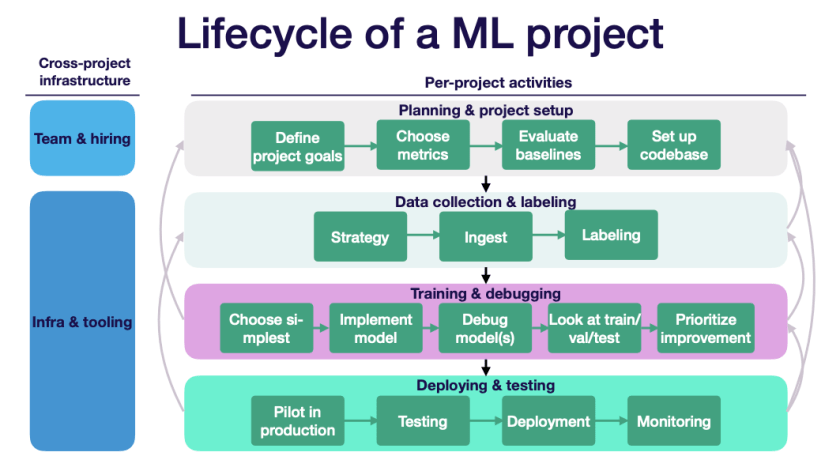 Lifecycle of a ML project
Cross-project
infrastructure
Per-project activities
Team & hiring
Infra & tooling
Planning & project setup
Define
project goals
Choose
metrics
Evaluate
baselines
Set up
codebase
Data collection & labeling
Strategy
Ingest
Labeling
Training & debugging
Choose si-
mplest
Implement
model
Debug
model(s)
Look at train/
val/test
Prioritize
improvement
Deploying & testing
Pilot in
production
Testing
Deployment
Monitoring